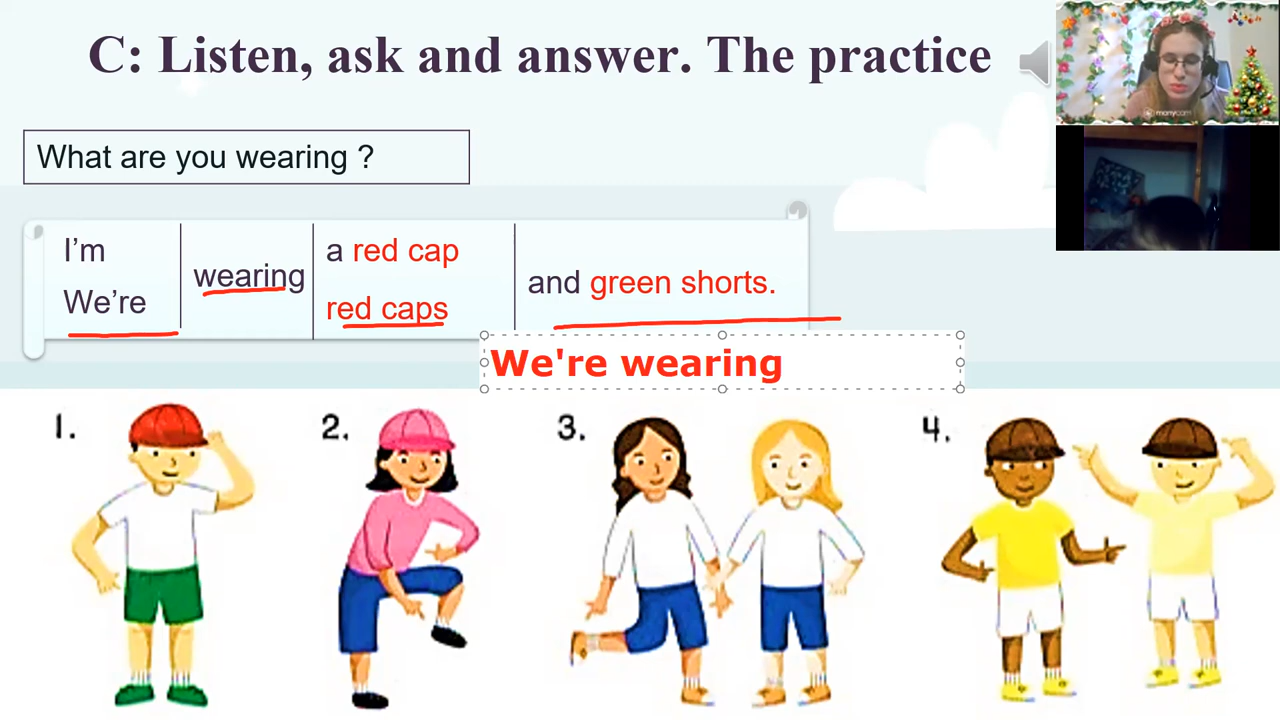 C: Listen, ask and answer. The practice
What are you wearing ?
I'm
We're
wearing
a red cap
red caps
and green shorts.
We're wearing
1.
2.
3.
4.
manycam